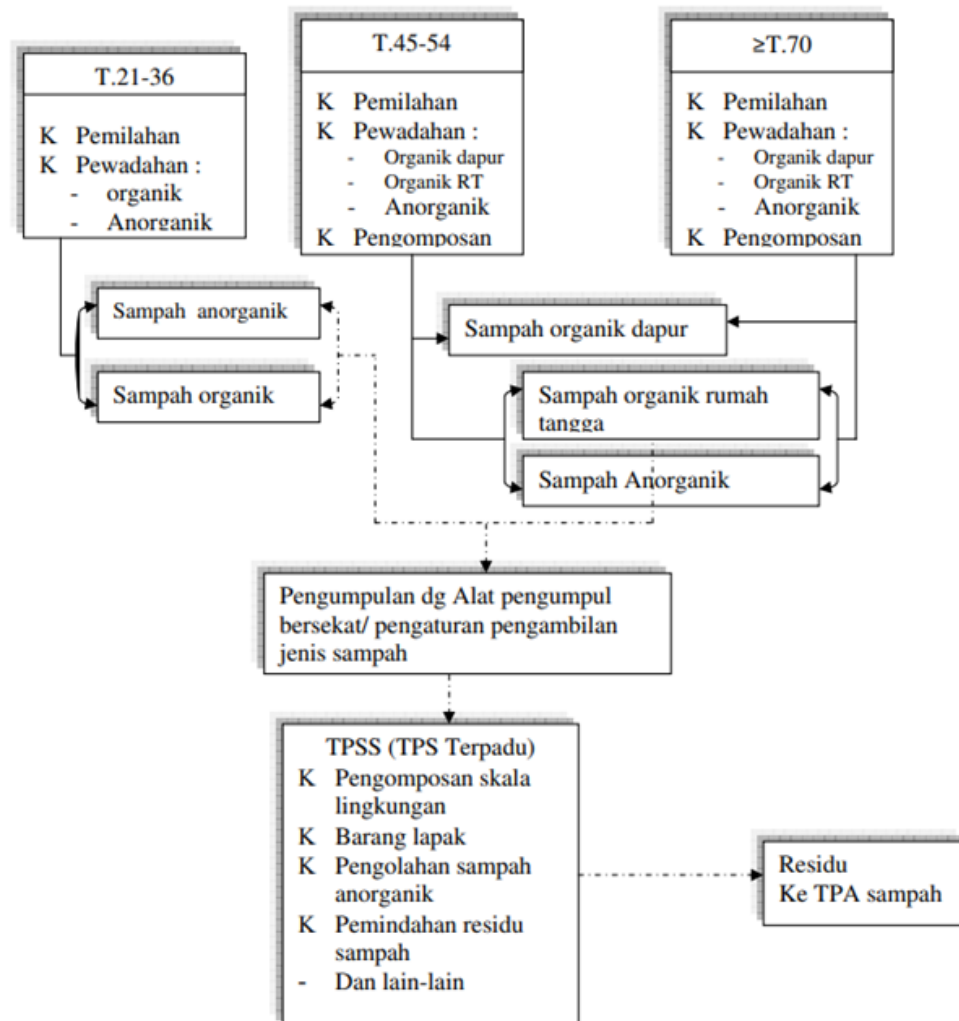 T.21-36
K Pemilahan
K Pewadahan :
- organik
- Anorganik
T.45-54
K Pemilahan
K Pewadahan :
- Organik dapur
- Organik RT
- Anorganik
K Pengomposan
≥T.70
K Pemilahan
K Pewadahan :
- Organik dapur
- Organik RT
- Anorganik
K Pengomposan
Sampah anorganik
Sampah organik
Sampah organik dapur
Sampah organik rumah
tangga
Sampah Anorganik
Pengumpulan dg Alat pengumpul
bersekat/ pengaturan pengambilan
jenis sampah
TPSS (TPS Terpadu)
K Pengomposan skala
lingkungan
K Barang lapak
K Pengolahan sampah
anorganik
K Pemindahan residu
sampah
- Dan lain-lain
Residu
Ke TPA sampah